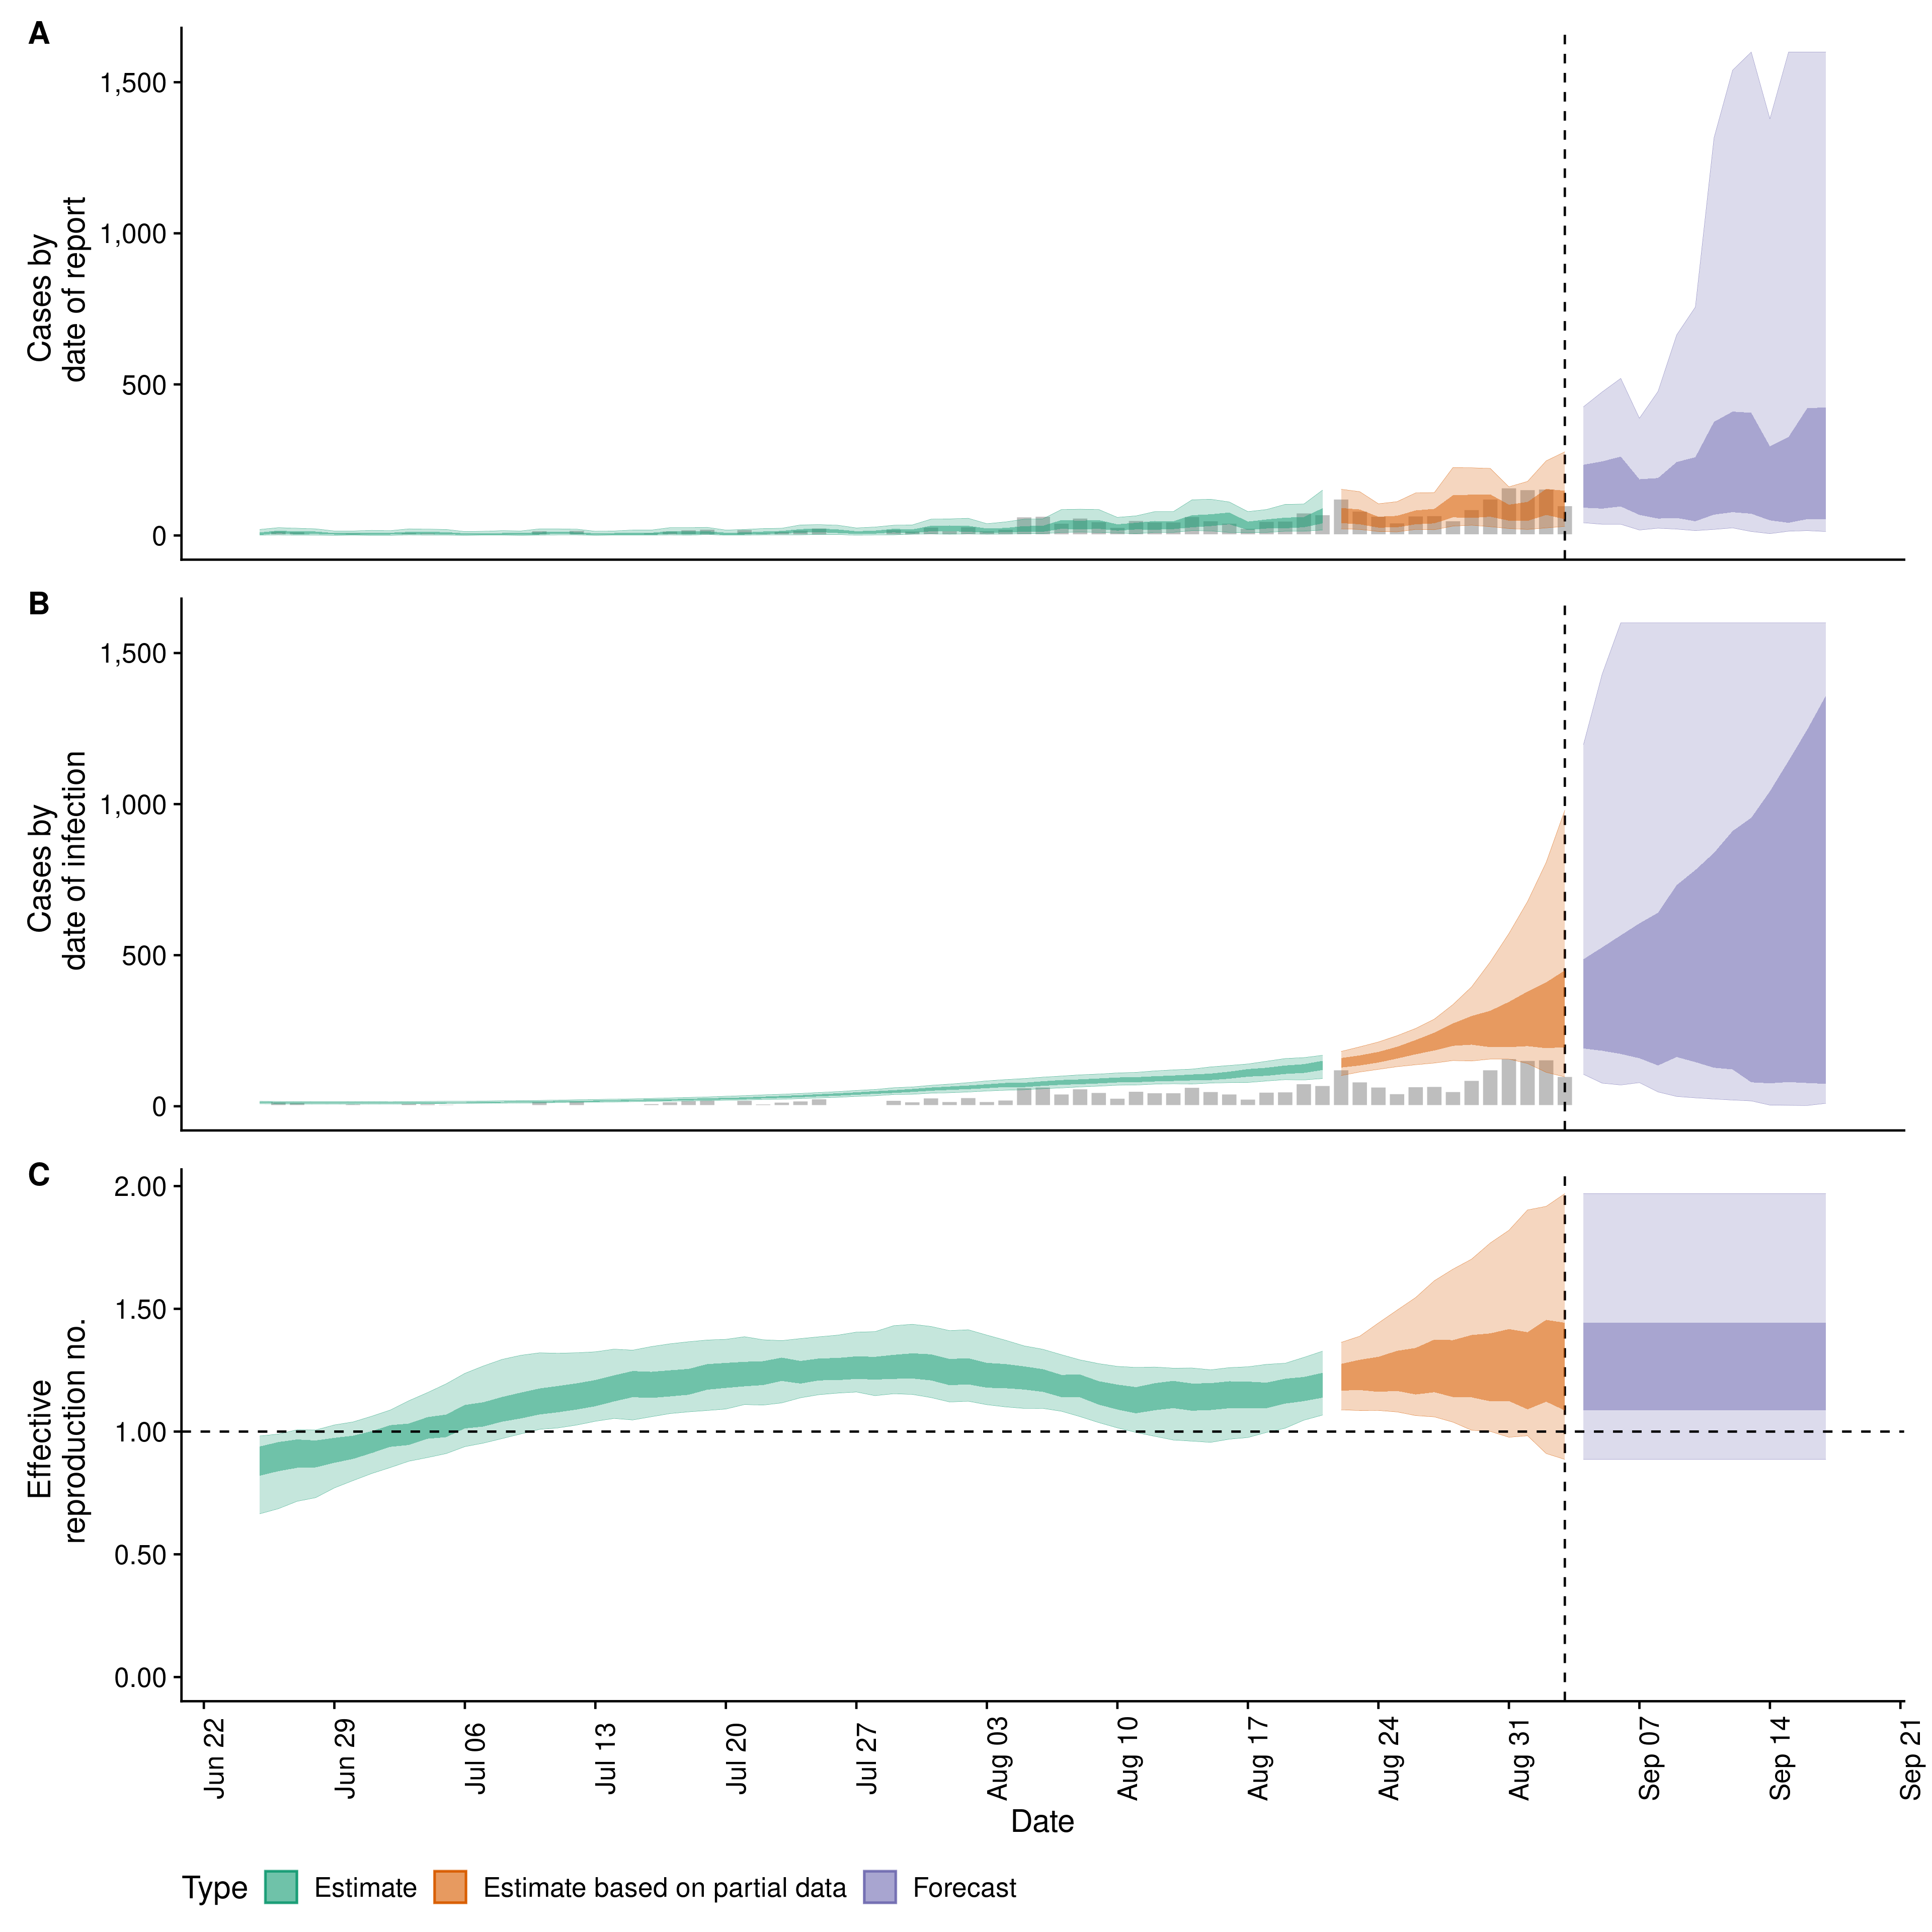 A
Cases by
date of report
1,500
1,000
500
0
B
Cases by
date of infection
1,500
1,000
500
0
C
Effective
reproduction no.
2.00
1.50
1.00
0.50
0.00
Jun 22
Jun 29
Jul 06
Jul 13
Jul 20
Jul 27
Aug 03
Aug 10
Aug 17
Aug 24
Aug 31
Sep 07
Sep 14
Sep 21
Date
Type Estimate Estimate based on partial data Forecast